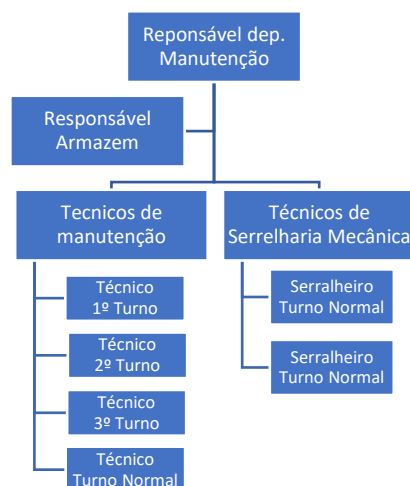 Reponsável dep.
Manutenção
Responsável
Armazem
Tecnicos de
manutenção
Técnicos de
Serrelharia Mecânica
Técnico
1º Turno
Técnico
2º Turno
Técnico
3º Turno
Técnico
Turno Normal
Serralheiro
Turno Normal
Serralheiro
Turno Normal